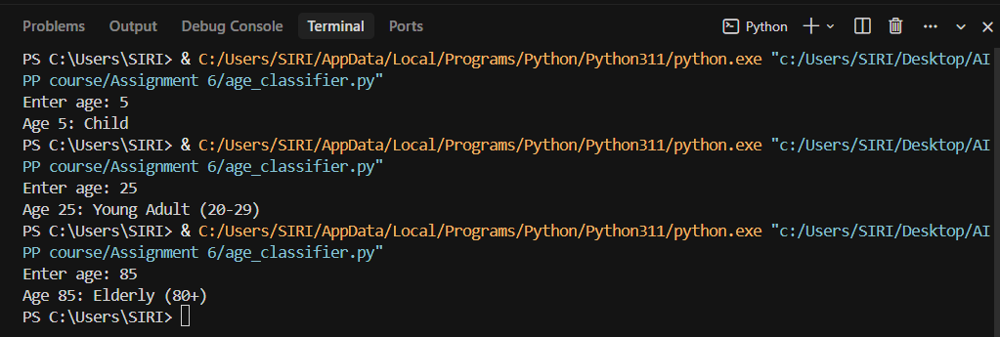 Problems Output Debug Console Terminal Ports Python
PS C:\Users\SIRI> & C:/Users/SIRI/AppData/Local/Programs/Python/Python311/python.exe "c:/Users/SIRI/Desktop/AI
PP course/Assignment 6/age_classifier.py"
Enter age: 5
Age 5: Child
PS C:\Users\SIRI> & C:/Users/SIRI/AppData/Local/Programs/Python/Python311/python.exe "c:/Users/SIRI/Desktop/AI
PP course/Assignment 6/age_classifier.py"
Enter age: 25
Age 25: Young Adult (20-29)
PS C:\Users\SIRI> & C:/Users/SIRI/AppData/Local/Programs/Python/Python311/python.exe "c:/Users/SIRI/Desktop/AI
PP course/Assignment 6/age_classifier.py"
Enter age: 85
Age 85: Elderly (80+)
PS C:\Users\SIRI>